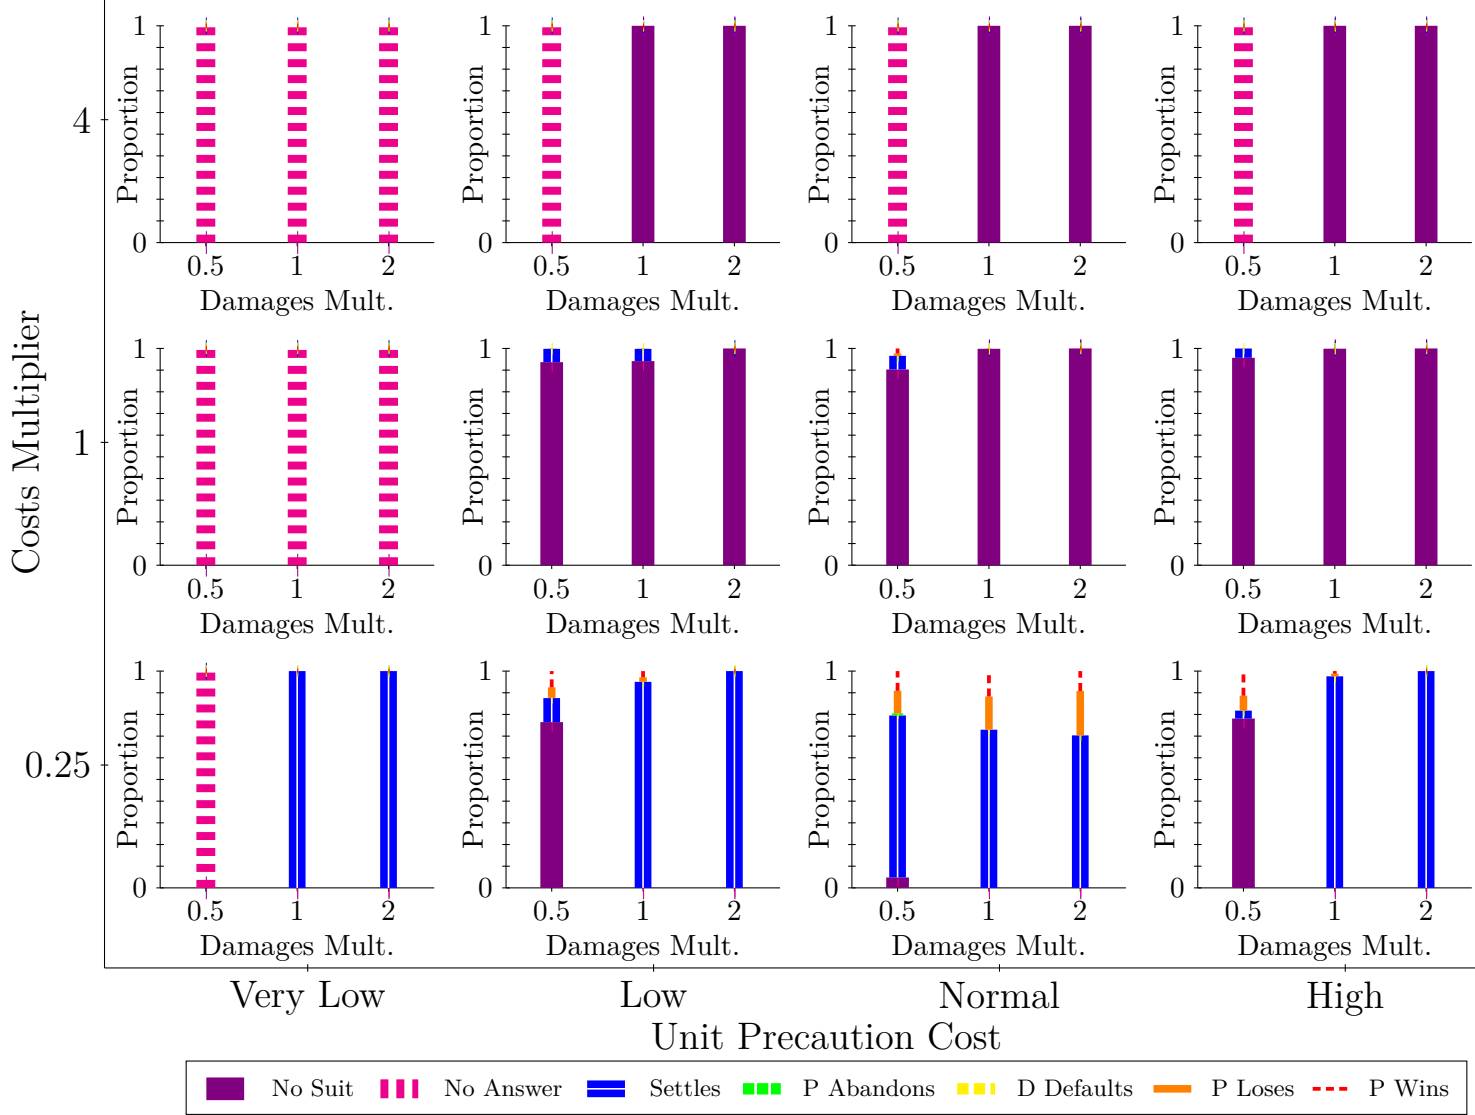 1 1 1 1
Proportion Proportion Proportion Proportion
4
0 0 0 0
0.5 1 2 0.5 1 2 0.5 1 2 0.5 1 2
Damages Mult. Damages Mult. Damages Mult. Damages Mult.
Costs Multiplier
1 1 1 1
Proportion Proportion Proportion Proportion
1
0 0 0 0
0.5 1 2 0.5 1 2 0.5 1 2 0.5 1 2
Damages Mult. Damages Mult. Damages Mult. Damages Mult.
1 1 1 1
Proportion Proportion Proportion Proportion
0.25
0 0 0 0
0.5 1 2 0.5 1 2 0.5 1 2 0.5 1 2
Damages Mult. Damages Mult. Damages Mult. Damages Mult.
Very Low Low Normal High
Unit Precaution Cost
No Suit No Answer Settles P Abandons D Defaults P Loses P Wins